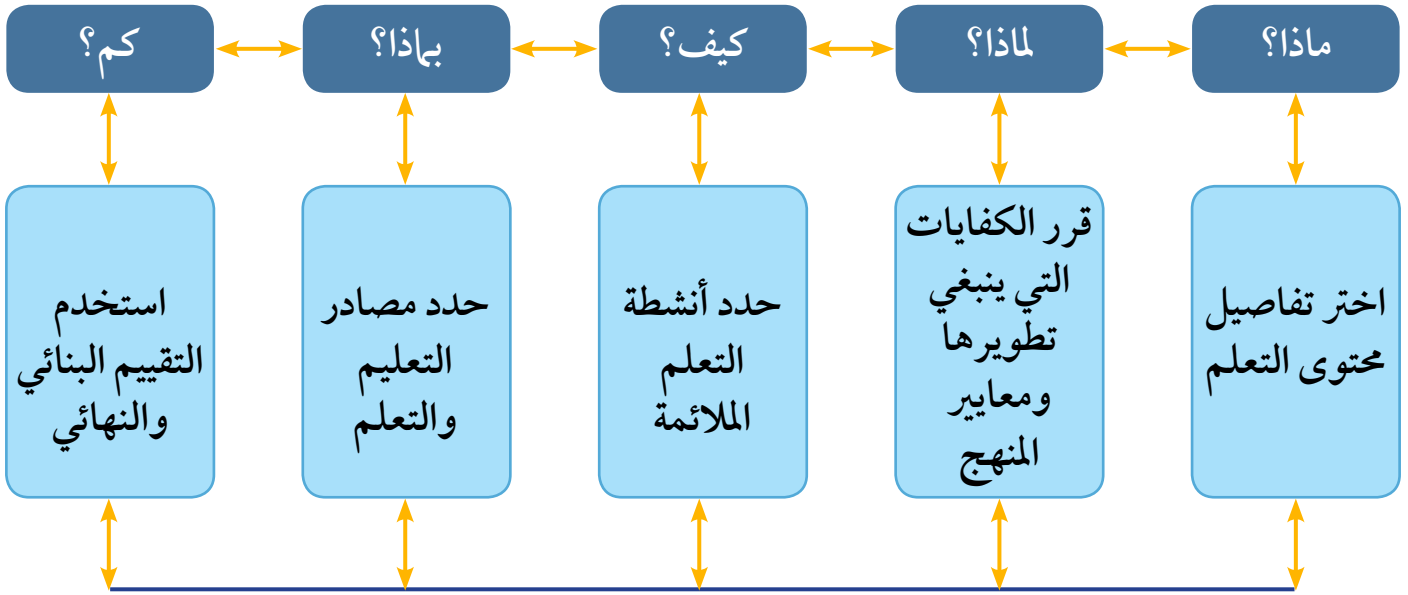 ماذا؟
لماذا؟
كيف؟
بماذا؟
كم؟
اختر تفاصيل
محتوى التعلم
قرر الكفايات
التي ينبغي
تطويرها
ومعايير
المنهج
حدد أنشطة
التعلم
الملائمة
حدد مصادر
التعليم
والتعلم
استخدم
التقييم البنائي
والنهائي